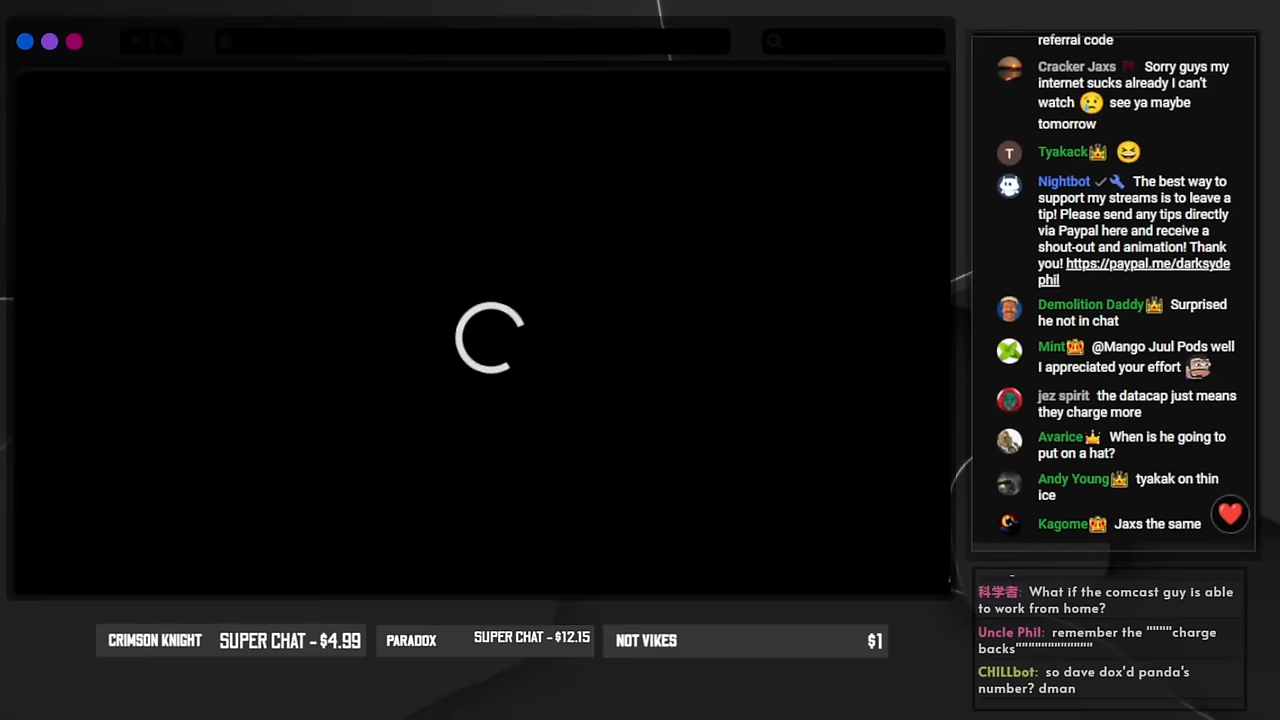 referral code
Cracker Jaxs Sorry guys my
internet sucks already I can't
watch 😢 see ya maybe
tomorrow
T Tyakack 😆
Nightbot The best way to
support my streams is to leave a
tip! Please send any tips directly
via Paypal here and receive a
shout-out and animation! Thank
you! https://paypal.me/darksyde
phil
Demolition Daddy Surprised
he not in chat
Mint @Mango Juul Pods well
I appreciated your effort
jez spirit the datacap just means
they charge more
Avarice When is he going to
put on a hat?
Andy Young tyakak on thin
ice
Kagome Jaxs the same
科学者: What if the comcast guy is able
to work from home?
Uncle Phil: remember the """"charge
backs""""""""""""
CHILLbot: so dave dox'd panda's
number? dman
CRIMSON KNIGHT SUPER CHAT - $4.99
PARADOX SUPER CHAT - $12.15
NOT VIKES $1